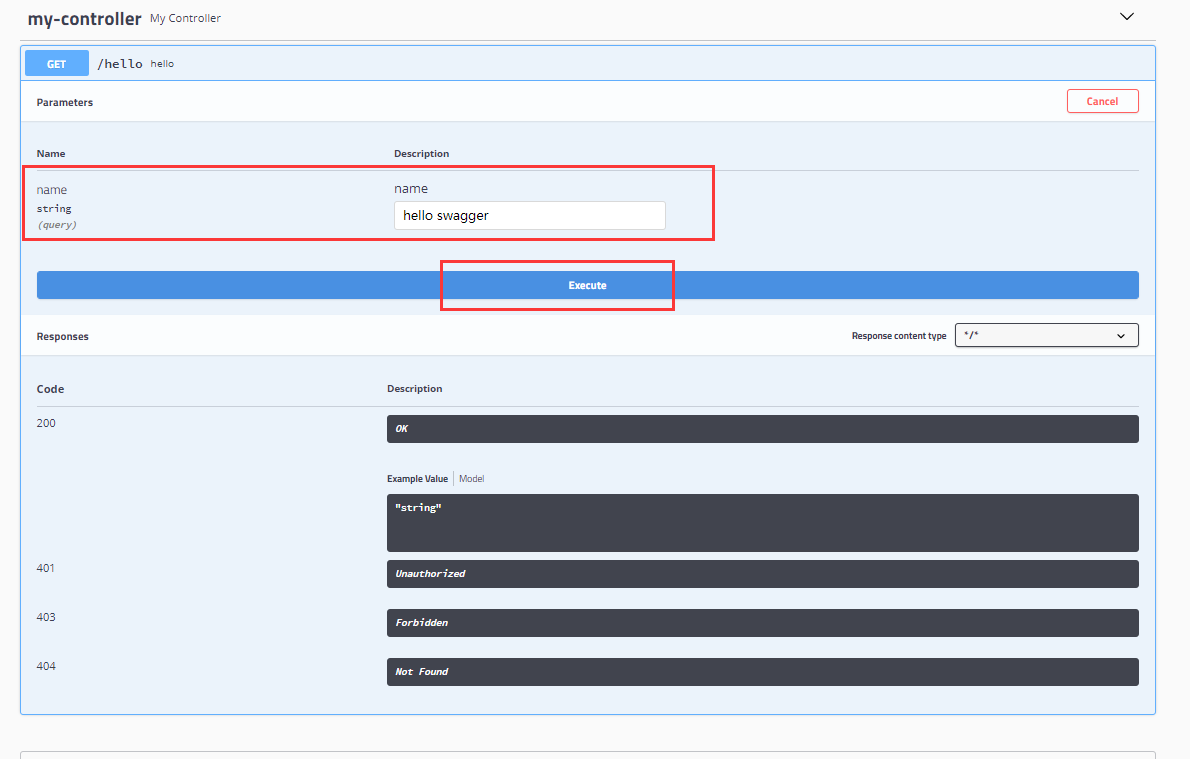 my-controller My Controller
GET /hello hello
Parameters Cancel
Name Description
name name
string hello swagger
(query)
Execute
Responses Response content type */*
Code Description
200 OK
Example Value Model
"string"
401 Unauthorized
403 Forbidden
404 Not Found